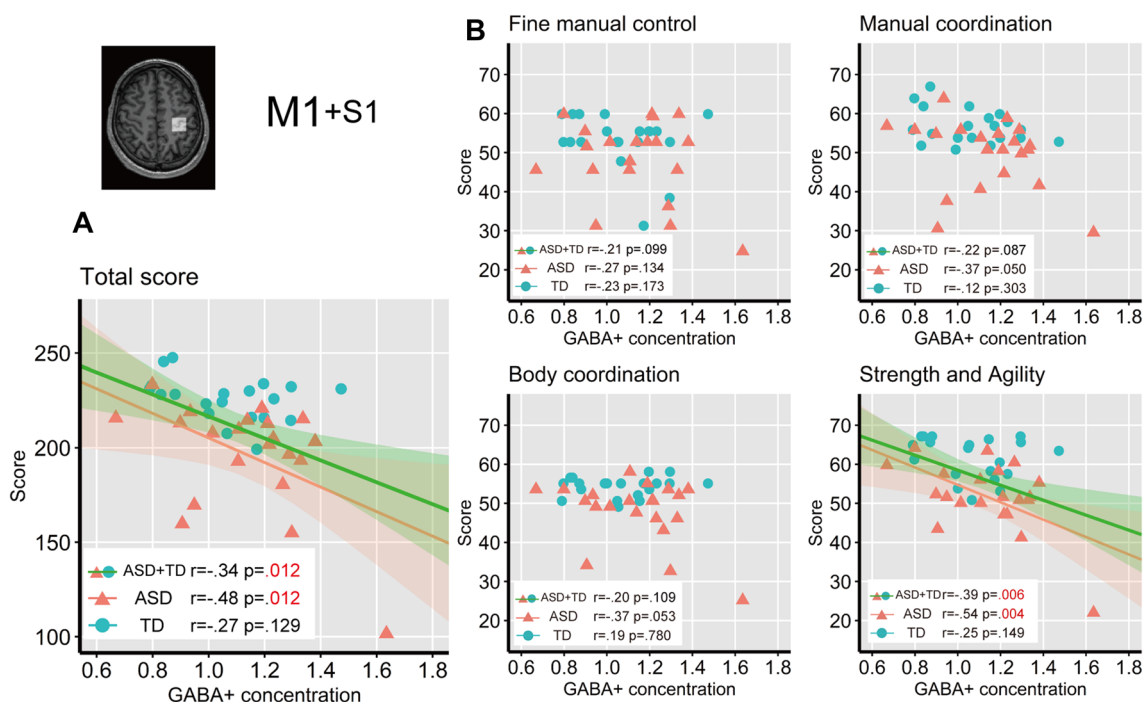 M1+S1
A
Total score
Score
250
200
150
100
ASD+TD r=-.34 p=.012
ASD r=-.48 p=.012
TD r=-.27 p=.129
0.6 0.8 1.0 1.2 1.4 1.6 1.8
GABA+ concentration
B
Fine manual control
Score
70
60
50
40
30
20
ASD+TD r=-.21 p=.099
ASD r=-.27 p=.134
TD r=-.23 p=.173
0.6 0.8 1.0 1.2 1.4 1.6 1.8
GABA+ concentration
Manual coordination
Score
70
60
50
40
30
20
ASD+TD r=-.22 p=.087
ASD r=-.37 p=.050
TD r=-.12 p=.303
0.6 0.8 1.0 1.2 1.4 1.6 1.8
GABA+ concentration
Body coordination
Score
70
60
50
40
30
20
ASD+TD r=-.20 p=.109
ASD r=-.37 p=.053
TD r=.19 p=.780
0.6 0.8 1.0 1.2 1.4 1.6 1.8
GABA+ concentration
Strength and Agility
Score
70
60
50
40
30
20
ASD+TD r=-.39 p=.006
ASD r=-.54 p=.004
TD r=-.25 p=.149
0.6 0.8 1.0 1.2 1.4 1.6 1.8
GABA+ concentration